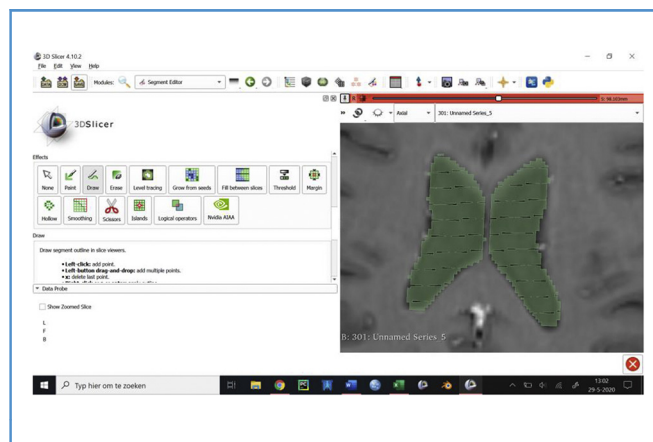 3D Slicer 4.10.2
File Edit View Help
Modules: Segment Editor
S: 98.103mm
Axial 301: Unnamed Series_5
3DSlicer
Effects
None Paint Draw Erase Level tracing Grow from seeds Fill between slices Threshold Margin
Hollow Smoothing Scissors Islands Logical operators Nvidia AIAA
Draw
Draw segment outline in slice viewers.
• Left-click: add point.
• Left-button drag-and-drop: add multiple points.
• x: delete last point.
Data Probe
Show Zoomed Slice
L
F
B
B: 301: Unnamed Series_5
Typ hier om te zoeken
13:02
29-5-2020